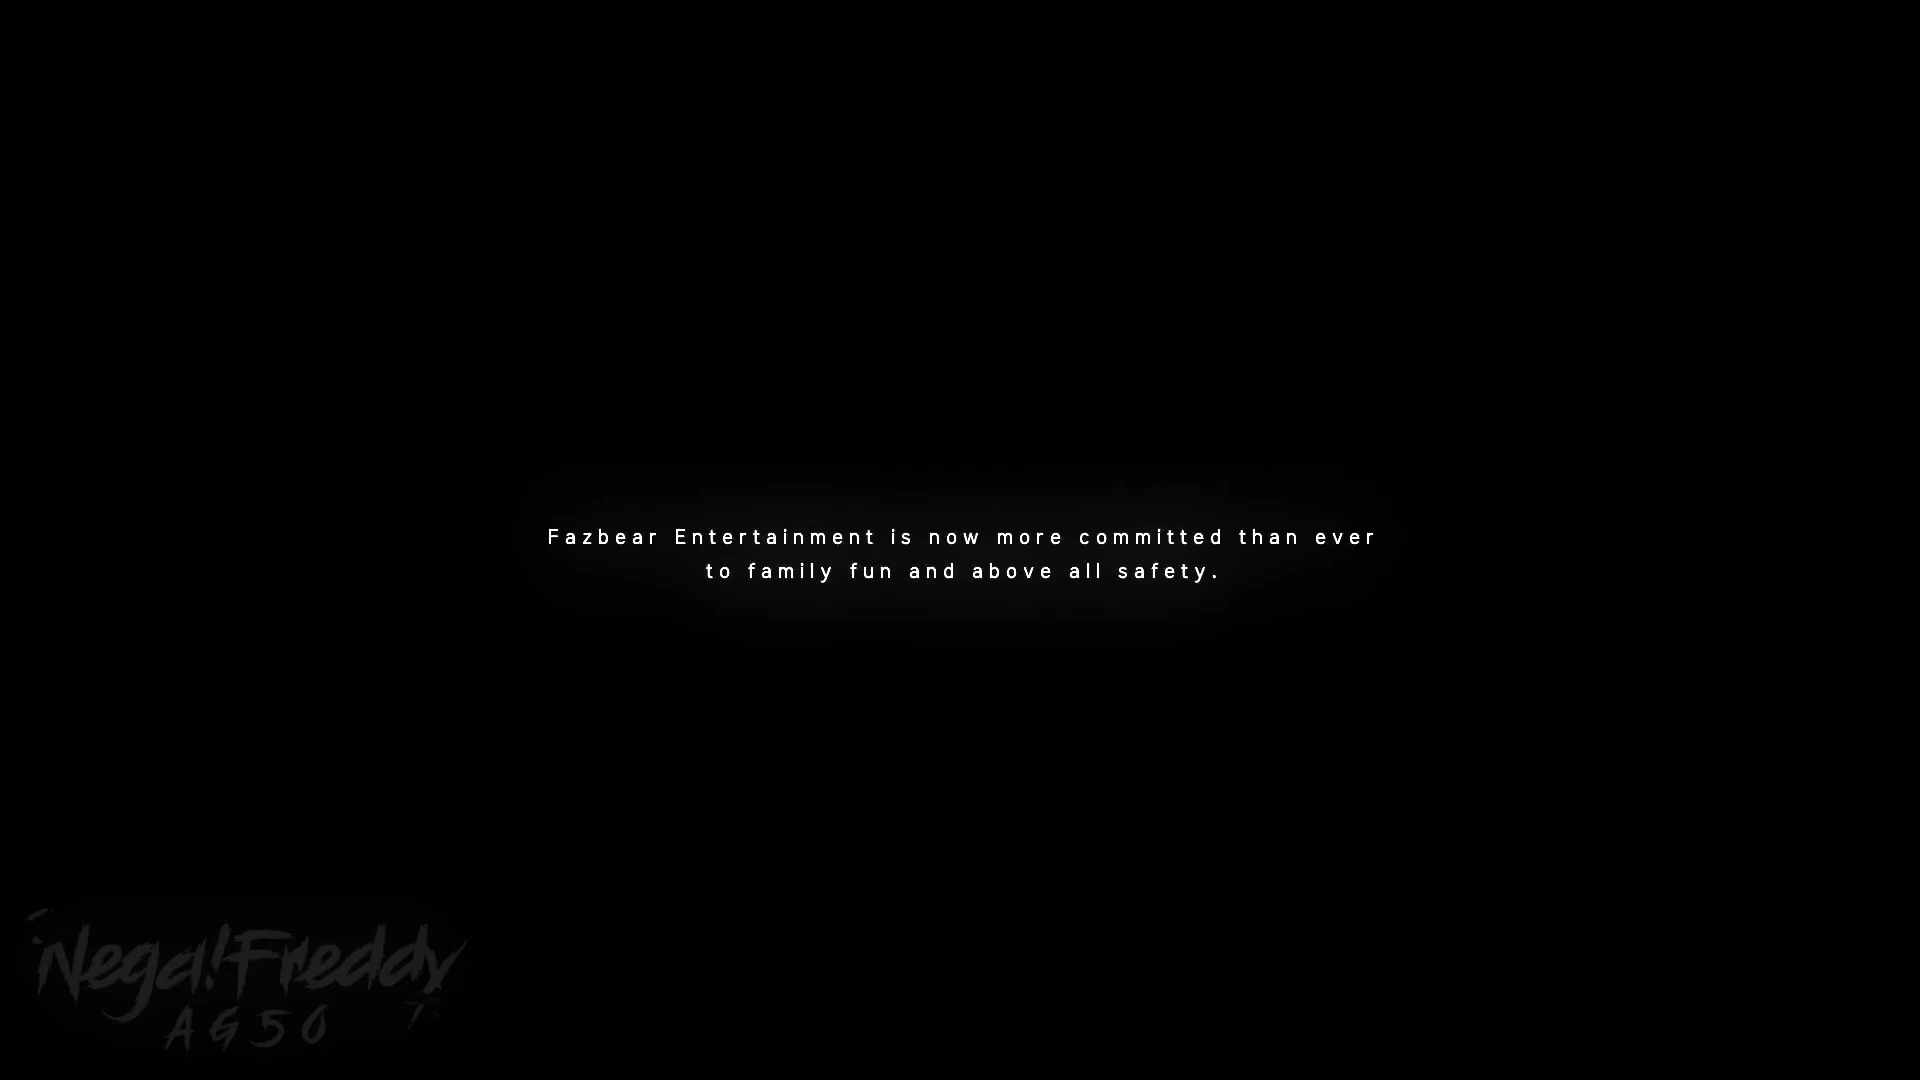 Fazbear Entertainment is now more committed than ever
to family fun and above all safety.
Nega!Freddy
AG50